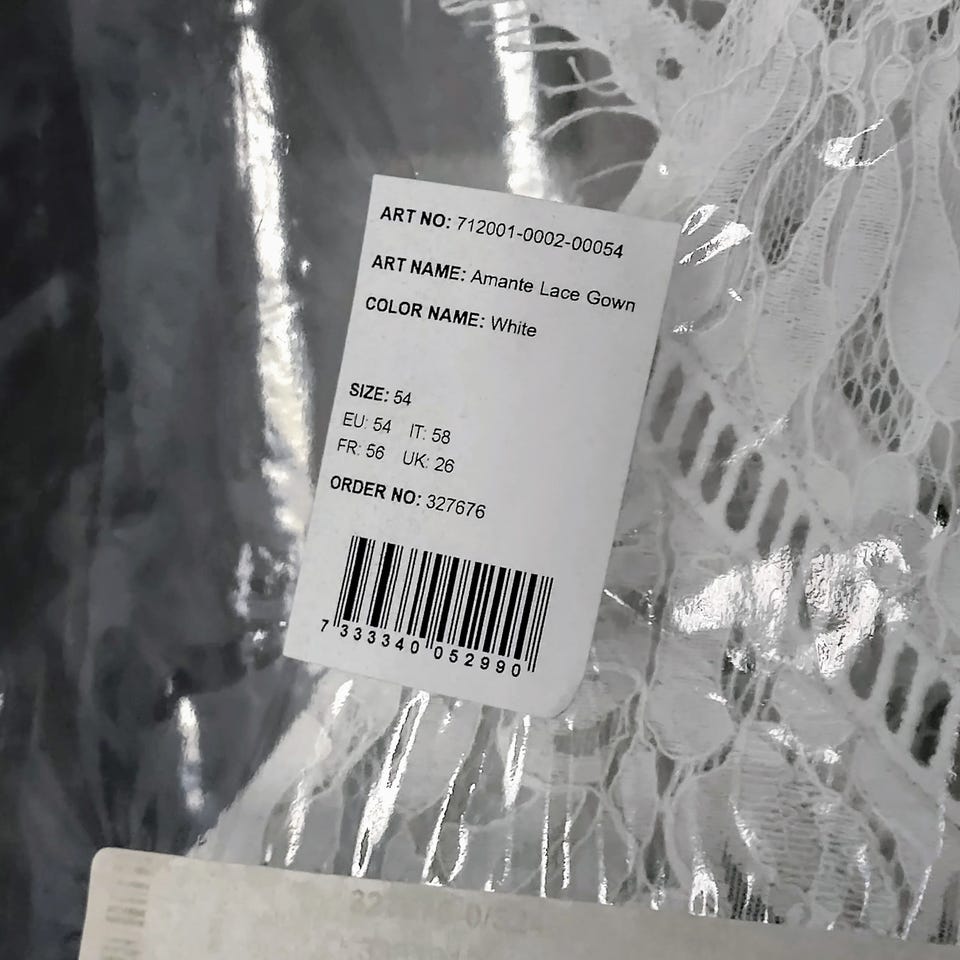 ART NO: 712001-0002-00054
ART NAME: Amante Lace Gown
COLOR NAME: White
SIZE: 54
EU: 54 IT: 58
FR: 56 UK: 26
ORDER NO: 327676
7 333340 052990